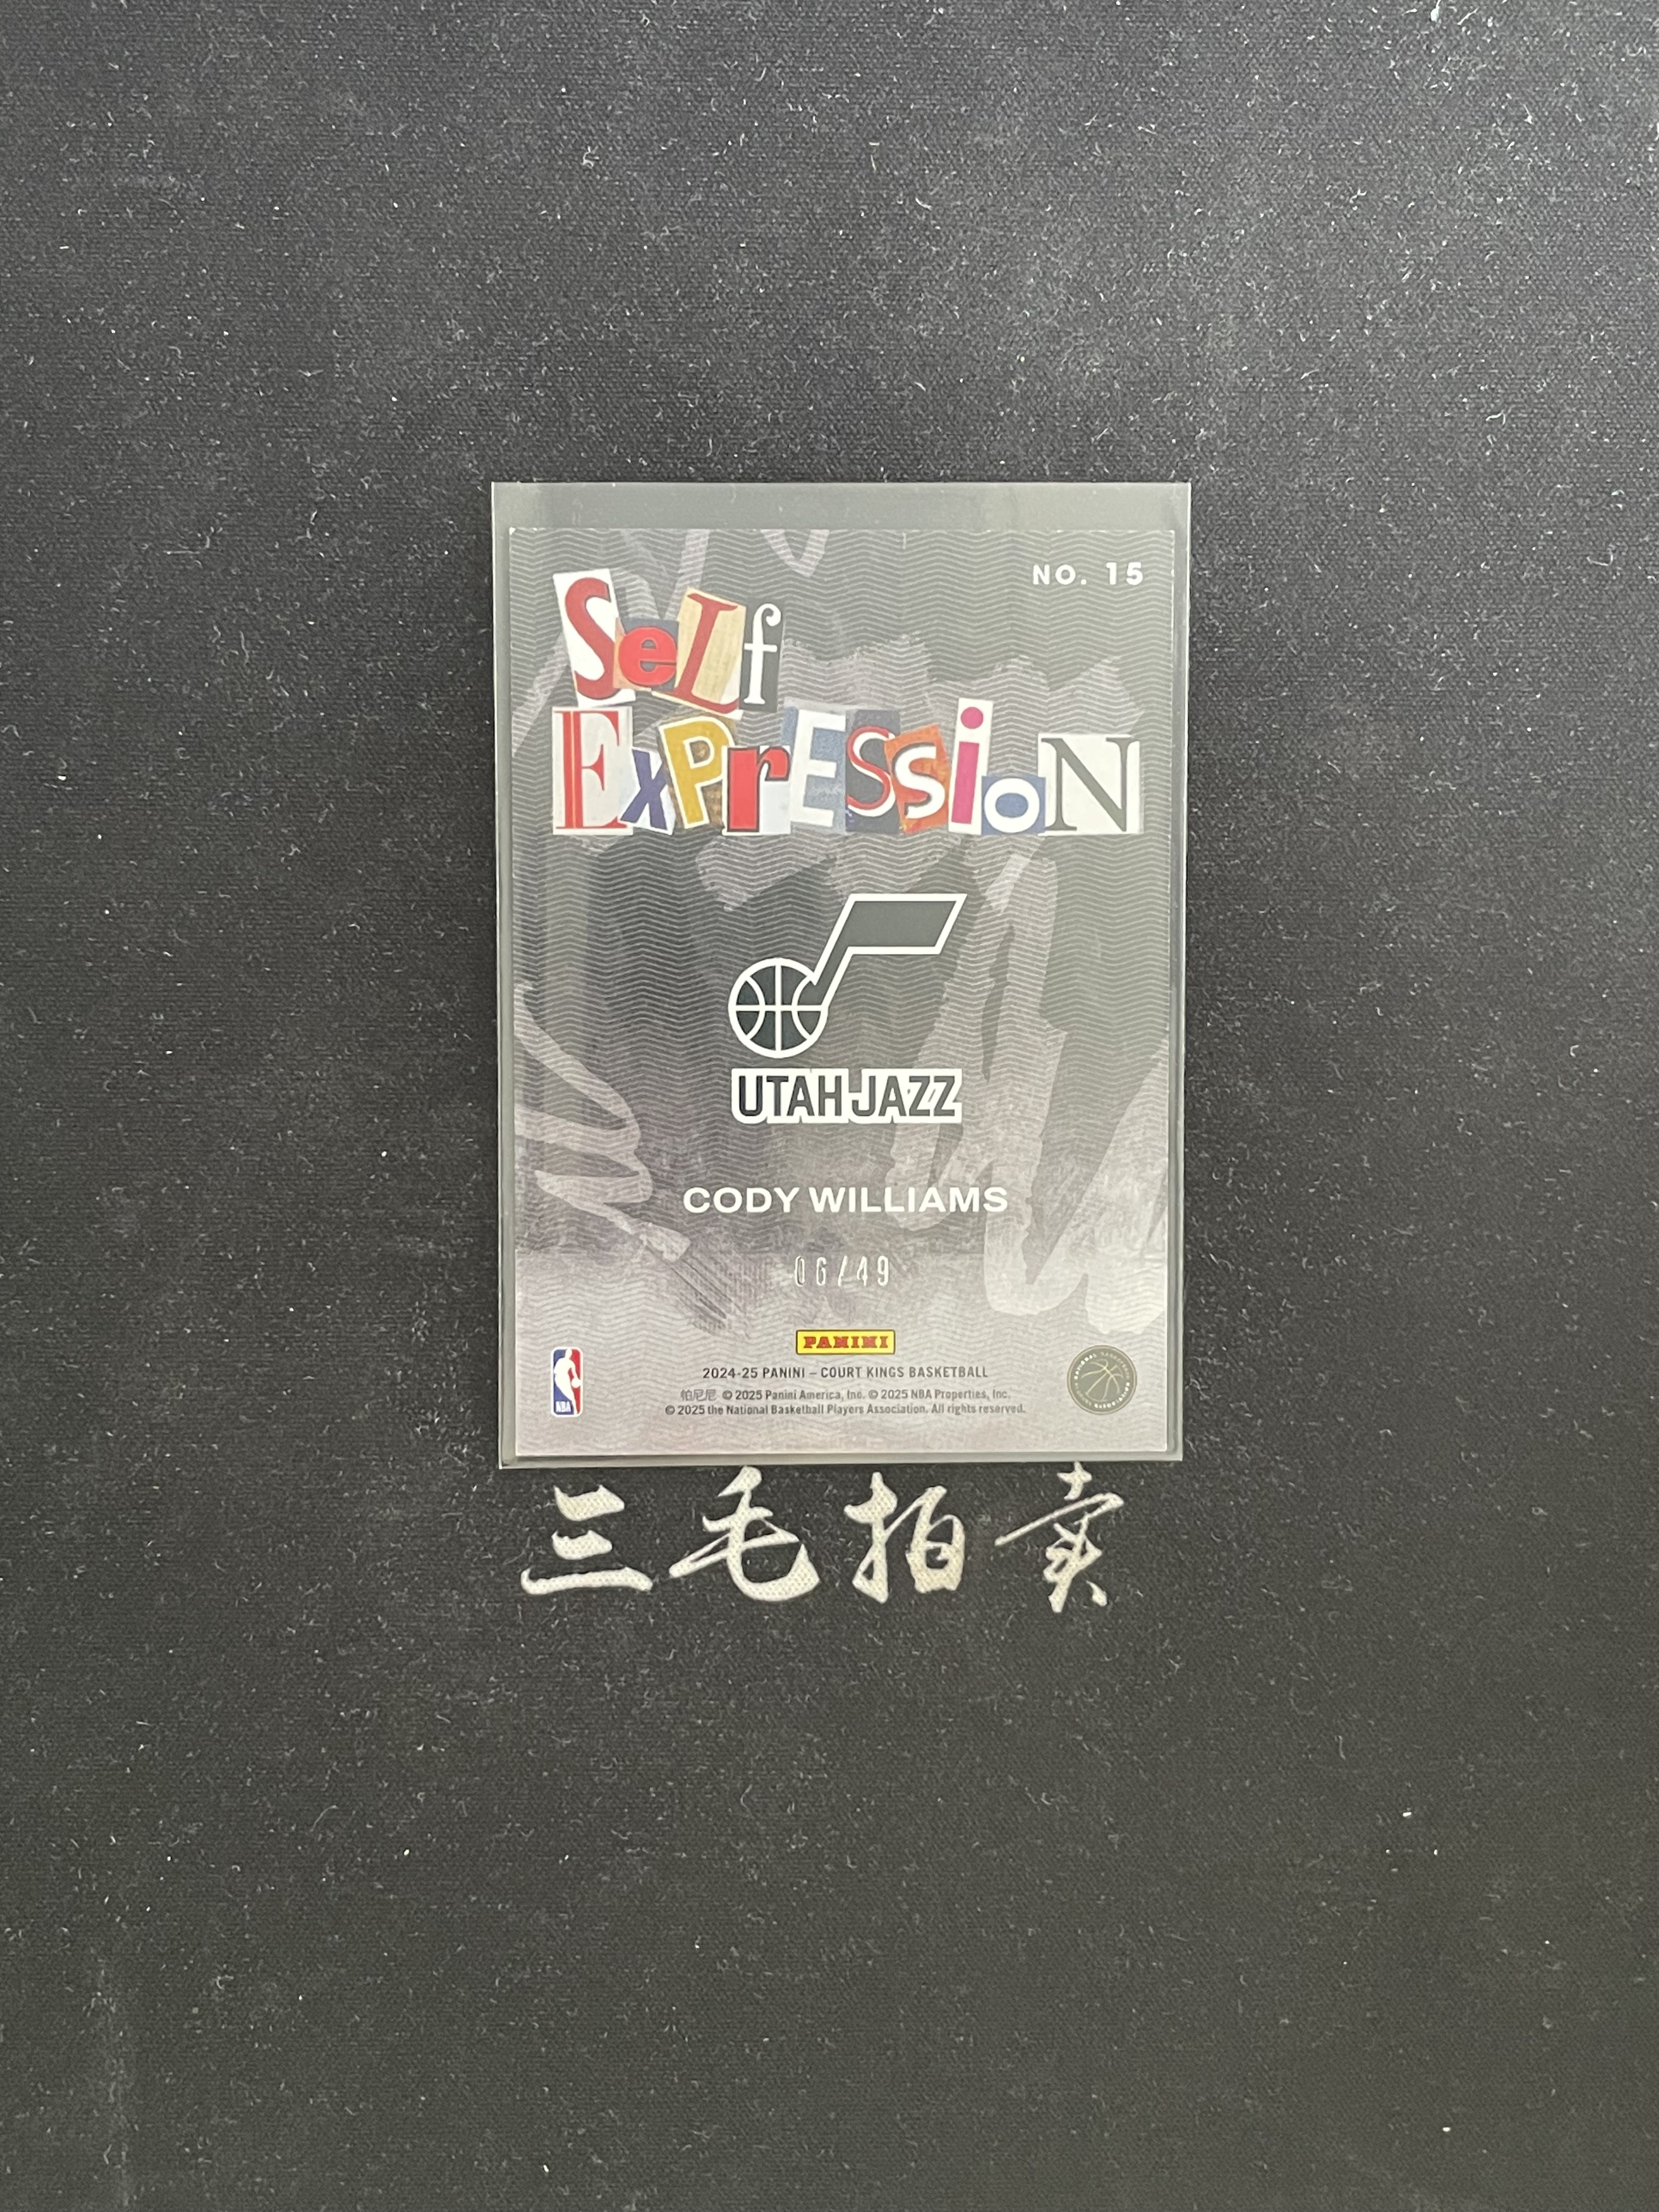 NO. 15
SeLf
ExPrESSioN
UTAH JAZZ
CODY WILLIAMS
06/49
PANINI
2024-25 PANINI – COURT KINGS BASKETBALL
NBA
帕尼尼 © 2025 Panini America, Inc. © 2025 NBA Properties, Inc.
© 2025 the National Basketball Players Association. All rights reserved.
三毛拍卖